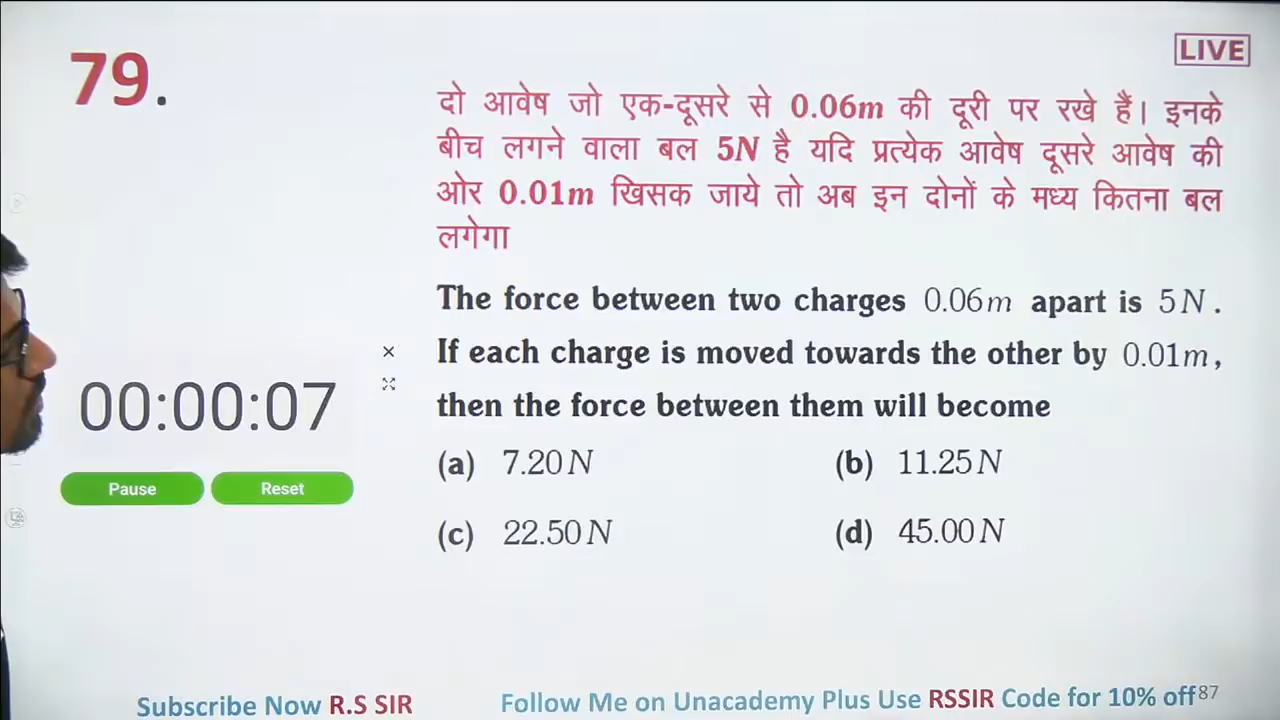 79.
LIVE
दो आवेष जो एक-दूसरे से 0.06m की दूरी पर रखे हैं। इनके
बीच लगने वाला बल 5N है यदि प्रत्येक आवेष दूसरे आवेष की
ओर 0.01m खिसक जाये तो अब इन दोनों के मध्य कितना बल
लगेगा
The force between two charges 0.06m apart is 5N.
If each charge is moved towards the other by 0.01m,
then the force between them will become
(a) 7.20N (b) 11.25N
(c) 22.50N (d) 45.00N
×
00:00:07
Pause Reset
Subscribe Now R.S SIR
Follow Me on Unacademy Plus Use RSSIR Code for 10% off
87